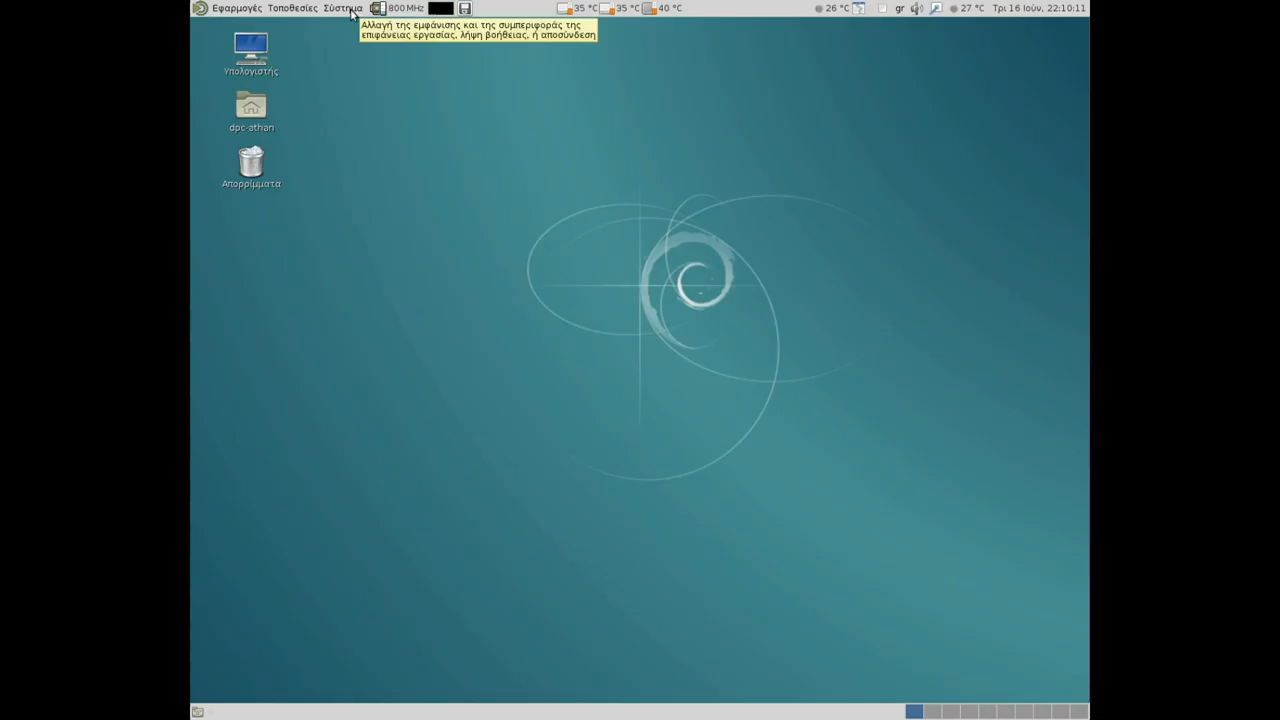 Εφαρμογές Τοποθεσίες Σύστημα 800 MHz 35 °C 35 °C 40 °C 26 °C gr 27 °C Τρι 16 Ιούν, 22:10:11
Αλλαγή της εμφάνισης και της συμπεριφοράς της
επιφάνειας εργασίας, λήψη βοήθειας, ή αποσύνδεση
Υπολογιστής
dpc-athan
Απορρίμματα